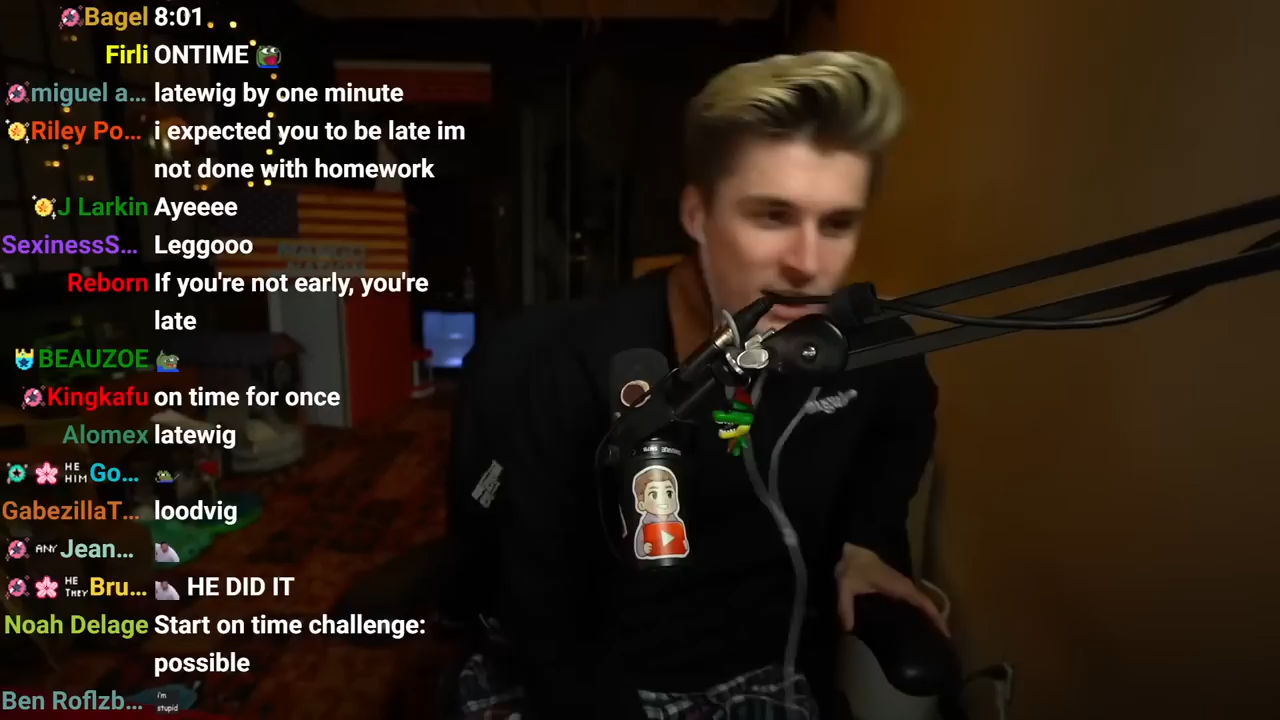 Bagel 8:01
Firli ONTIME
miguel a... latewig by one minute
Riley Po... i expected you to be late im
not done with homework
J Larkin Ayeeee
SexinessS... Leggooo
Reborn If you're not early, you're
late
BEAUZOE
Kingkafu on time for once
Alomex latewig
HE HIM Go...
GabezillaT... loodvig
ANY Jean...
HE THEY Bru... HE DID IT
Noah Delage Start on time challenge:
possible
Ben Roflzb... i'm stupid